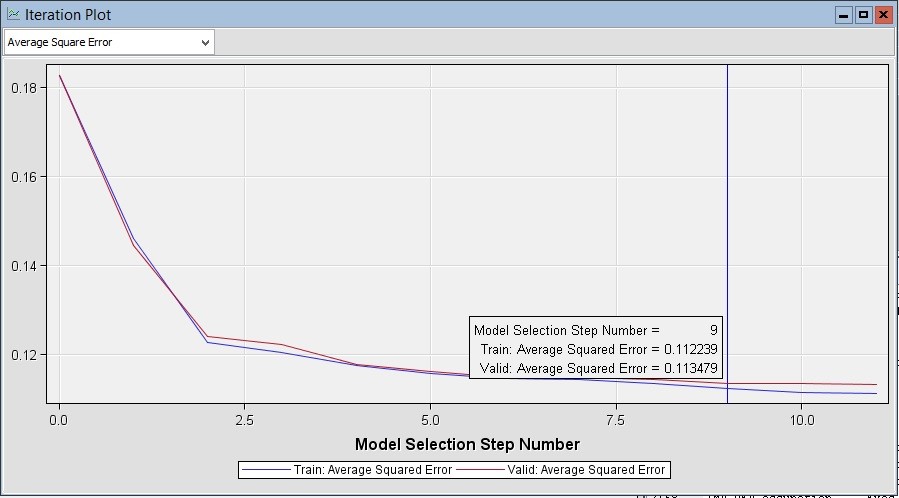 Iteration Plot
Average Square Error
0.18
0.16
0.14
0.12
Model Selection Step Number = 9
Train: Average Squared Error = 0.112239
Valid: Average Squared Error = 0.113479
0.0 2.5 5.0 7.5 10.0
Model Selection Step Number
Train: Average Squared Error Valid: Average Squared Error